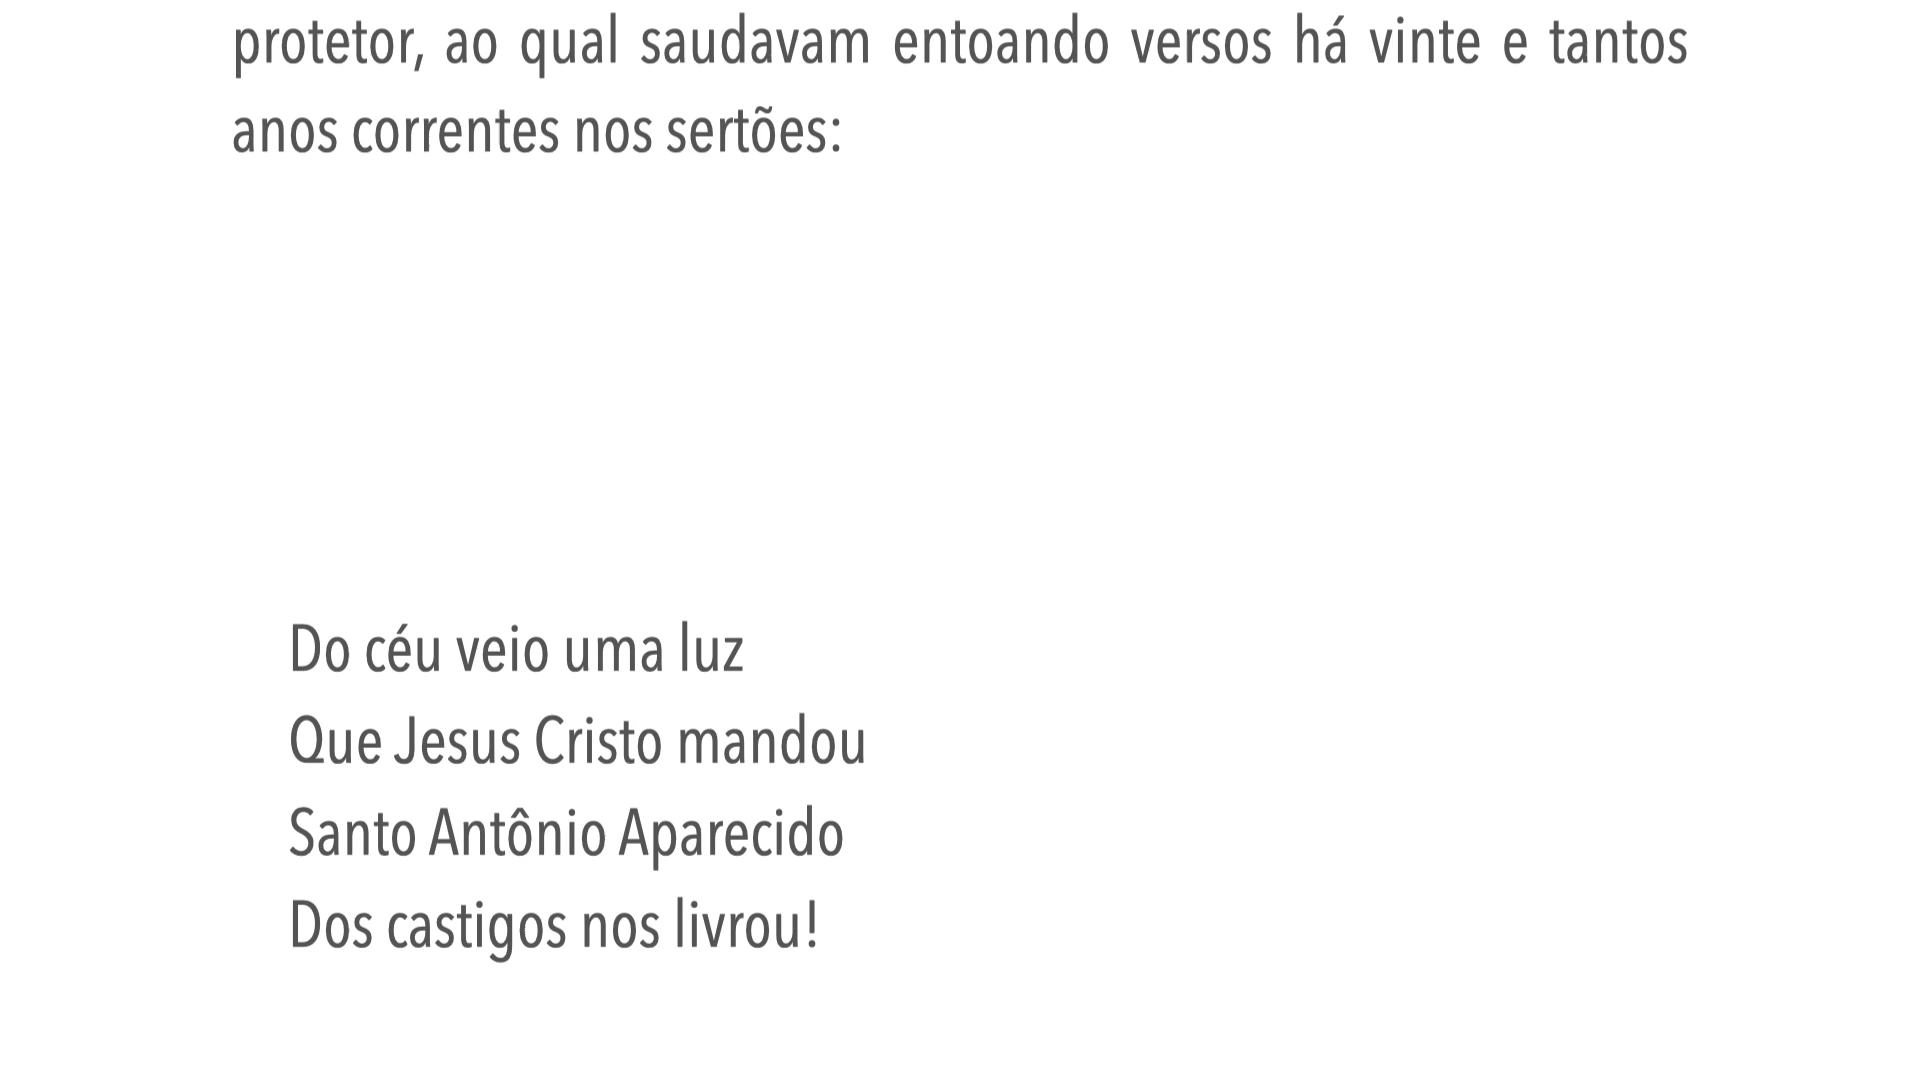 protetor, ao qual saudavam entoando versos há vinte e tantos
anos correntes nos sertões:
Do céu veio uma luz
Que Jesus Cristo mandou
Santo Antônio Aparecido
Dos castigos nos livrou!